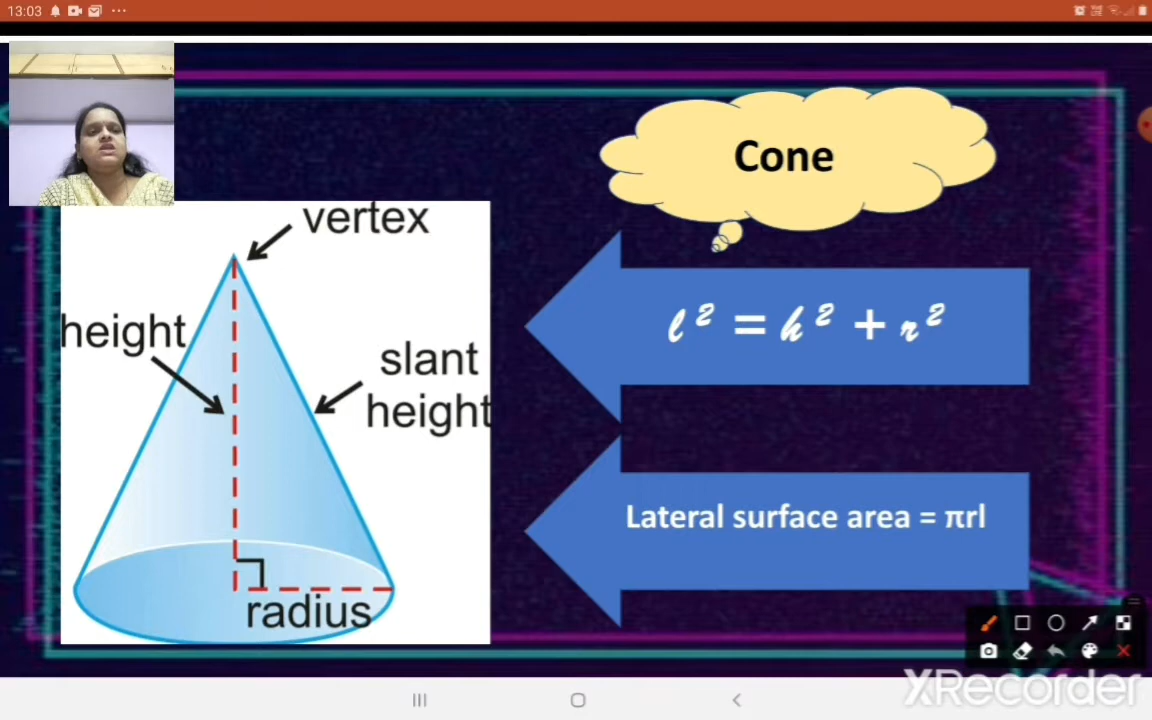 13:03
Cone
vertex
height
slant
height
radius
l² = h² + r²
Lateral surface area = πrl
XRecorder